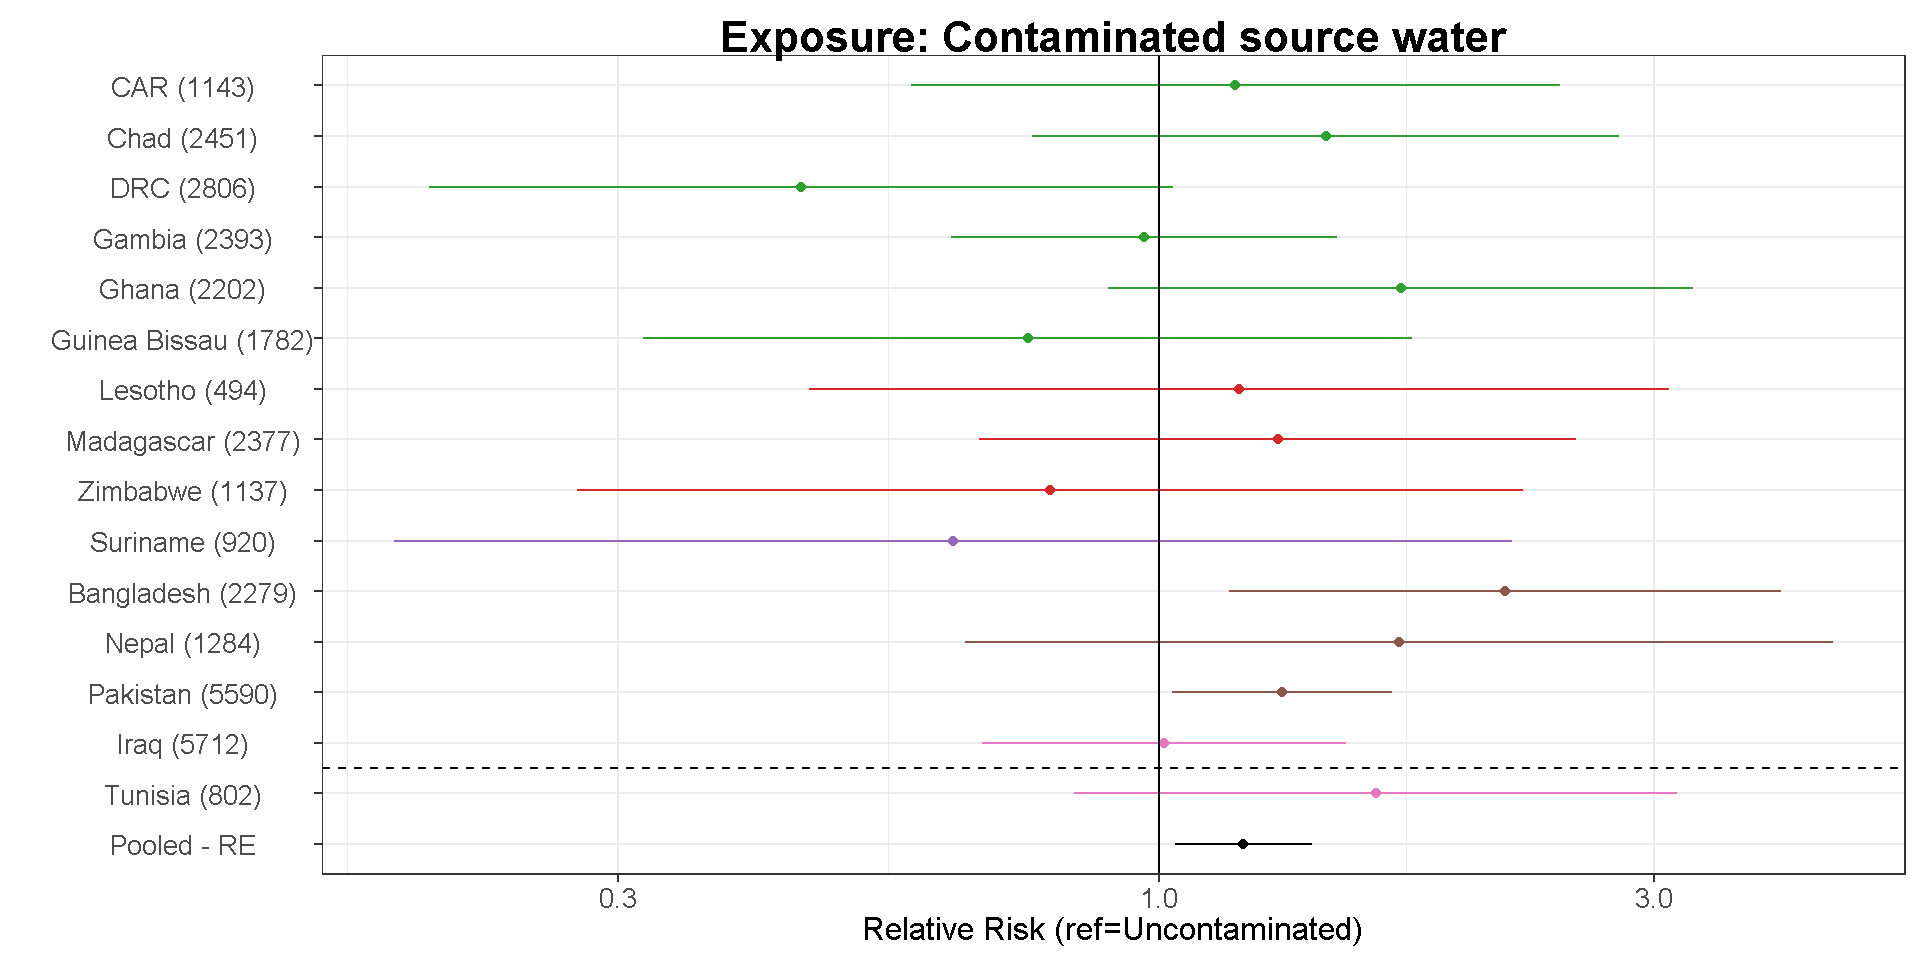 Exposure: Contaminated source water
CAR (1143)
Chad (2451)
DRC (2806)
Gambia (2393)
Ghana (2202)
Guinea Bissau (1782)
Lesotho (494)
Madagascar (2377)
Zimbabwe (1137)
Suriname (920)
Bangladesh (2279)
Nepal (1284)
Pakistan (5590)
Iraq (5712)
Tunisia (802)
Pooled - RE
0.3 1.0 3.0
Relative Risk (ref=Uncontaminated)